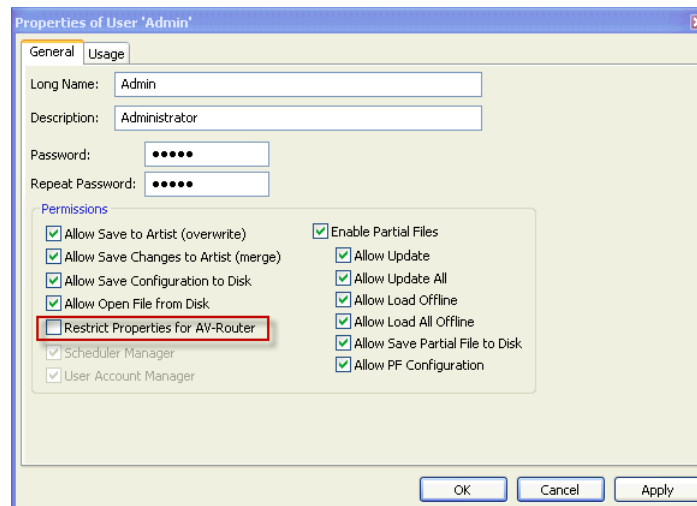 Properties of User 'Admin'
General Usage
Long Name: Admin
Description: Administrator
Password: •••••
Repeat Password: •••••
Permissions
Allow Save to Artist (overwrite)
Allow Save Changes to Artist (merge)
Allow Save Configuration to Disk
Allow Open File from Disk
Restrict Properties for AV-Router
Scheduler Manager
User Account Manager
Enable Partial Files
Allow Update
Allow Update All
Allow Load Offline
Allow Load All Offline
Allow Save Partial File to Disk
Allow PF Configuration
OK Cancel Apply